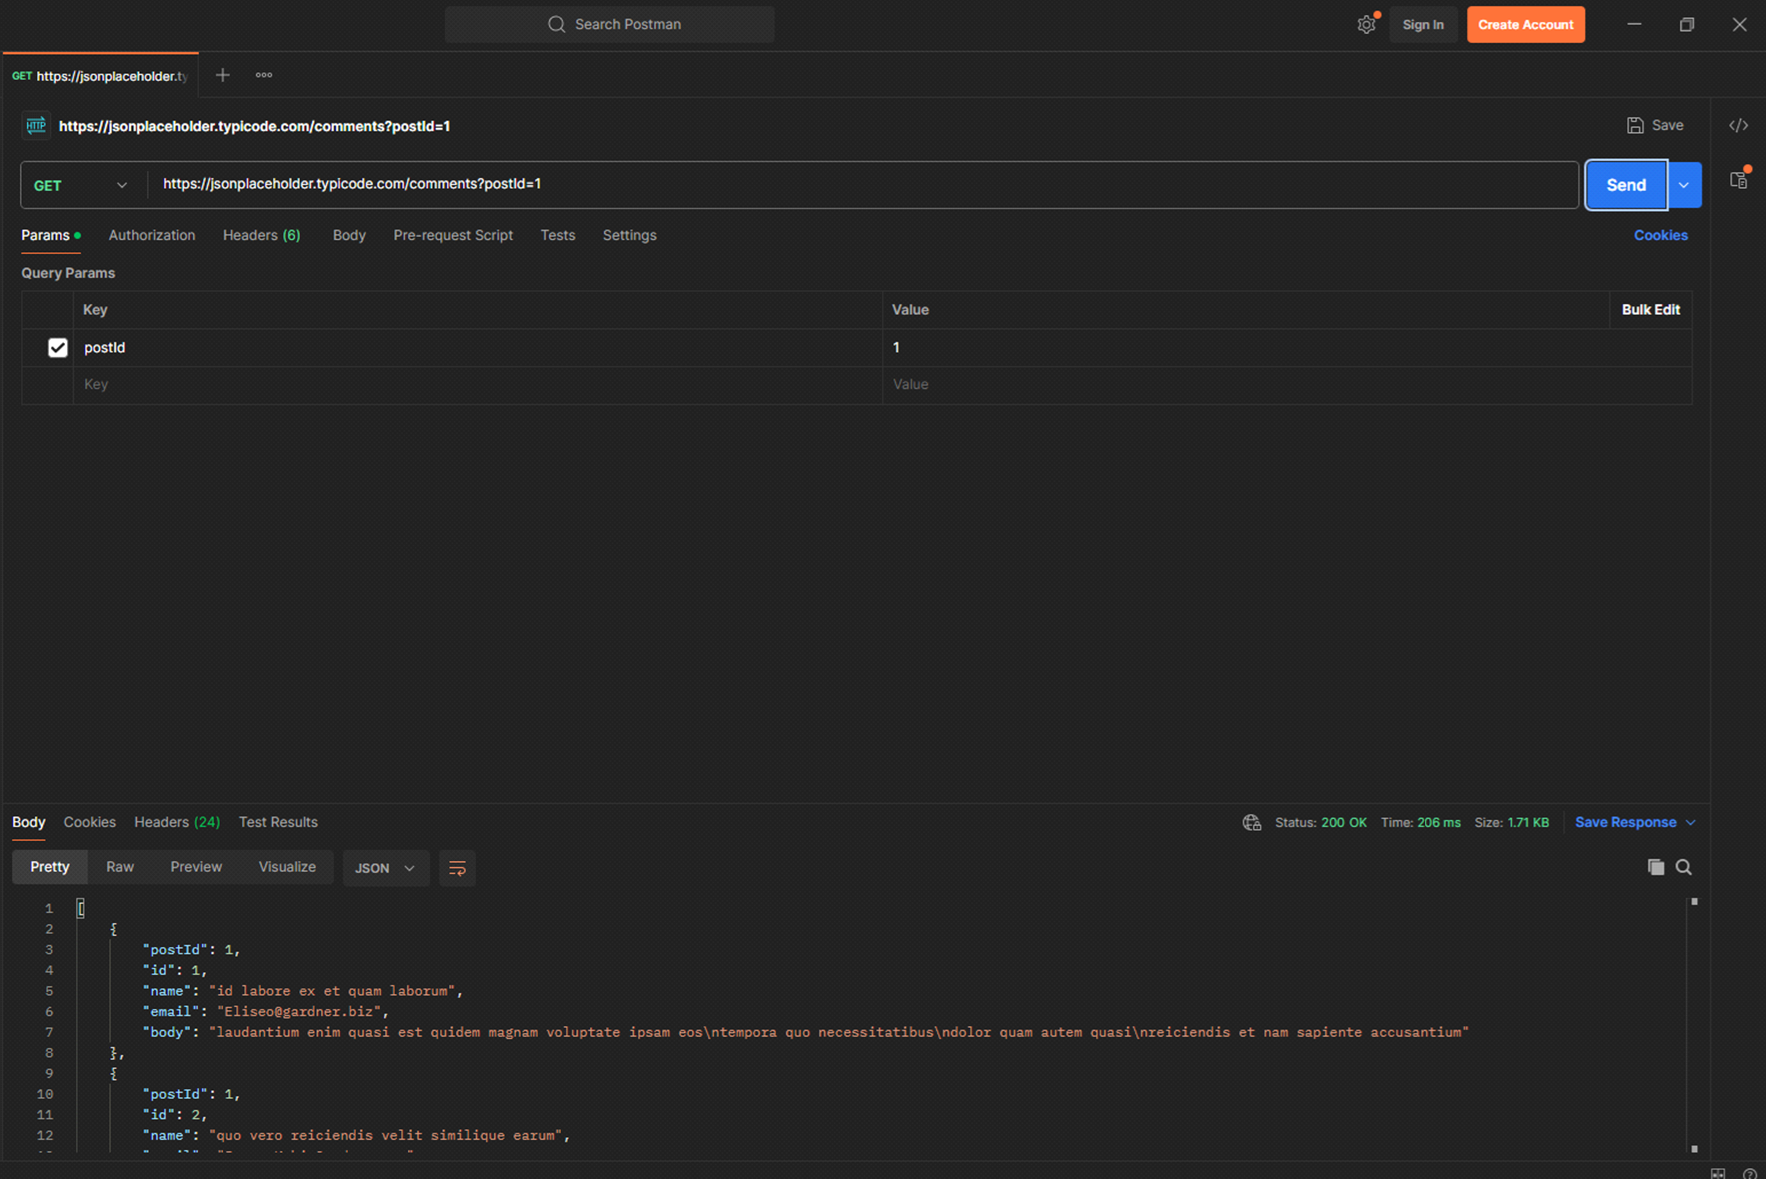 Search Postman
Sign In
Create Account
GET https://jsonplaceholder.ty
HTTP https://jsonplaceholder.typicode.com/comments?postId=1
Save
GET https://jsonplaceholder.typicode.com/comments?postId=1
Send
Params Authorization Headers (6) Body Pre-request Script Tests Settings
Cookies
Query Params
Key Value Bulk Edit
postId 1
Key Value
Body Cookies Headers (24) Test Results
Status: 200 OK Time: 206 ms Size: 1.71 KB Save Response
Pretty Raw Preview Visualize JSON
1 [
2 {
3 "postId": 1,
4 "id": 1,
5 "name": "id labore ex et quam laborum",
6 "email": "Eliseo@gardner.biz",
7 "body": "laudantium enim quasi est quidem magnam voluptate ipsam eos\ntempora quo necessitatibus\ndolor quam autem quasi\nreiciendis et nam sapiente accusantium"
8 },
9 {
10 "postId": 1,
11 "id": 2,
12 "name": "quo vero reiciendis velit similique earum",